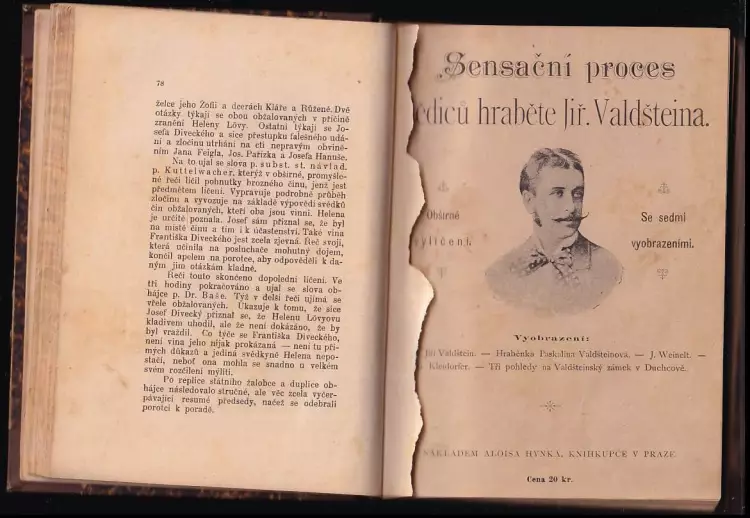 78
želce jeho Žofii a dcerách Kláře a Růžené. Dvě
otázky týkají se obou obžalovaných v příčině
zranění Heleny Lövy. Ostatní týkají se Jo-
sefa Diveckého a sice přestupku falešného udá-
ní a zločinu utrhání na cti nepravým obvině-
ním Jana Feigla, Jos. Pařízka a Josefa Hanuše.
Na to ujal se slova p. subst. st. návlad.
p. Kuttelwacher, kterýž v obšírné, promyšle-
né řeči líčil pohnutky hrozného činu, jenž jest
předmětem líčení. Vypravuje podrobně průběh
zločinu a vyvozuje na základě výpovědí svědků
čin obžalovaných, kteří oba jsou vinni. Helena
je určitě poznala. Josef sám přiznal se, že byl
na místě činu a tím i k účastenství. Také vina
Františka Diveckého jest zcela zjevná. Řeč svoji,
která učinila na posluchače mohutný dojem,
končil apelem na porotce, aby odpověděli k da-
ným jim otázkám kladně.
Řečí touto skončeno dopolední líčení. Ve
tři hodiny pokračováno a ujal se slova ob-
hájce p. Dr. Baše. Týž v delší řeči ujímá se
vřele obžalovaných. Ukazuje k tomu, že sice
Josef Divecký přiznal se, že Helenu Lövyovu
kladivem uhodil, ale že není dokázáno, že by
byl vraždil. Co týče se Františka Diveckého,
není vina jeho nijak prokázaná — není tu pří-
mých důkazů a jediná svědkyně Helena nepo-
stačí, neboť ona mohla se snadno u velkém
svém rozčilení mýliti.
Po replice státního žalobce a duplice ob-
hájce následovalo stručné, ale věc zcela vyčer-
pávající resumé předsedy, načež se odebrali
porotci k poradě.
Sensační proces
ědiců hraběte Jiř. Valdšteina.
Obšírné
vylíčení.
Se sedmi
vyobrazeními.
Vyobrazení:
Jiří Valdštein. — Hraběnka Paskulina Valdšteinová. — J. Weinelt. —
— Tři pohledy na Valdšteinský zámek v Duchcově.
NÁKLADEM ALOISA HYNKA, KNIHKUPCE V PRAZE
Cena 20 kr.